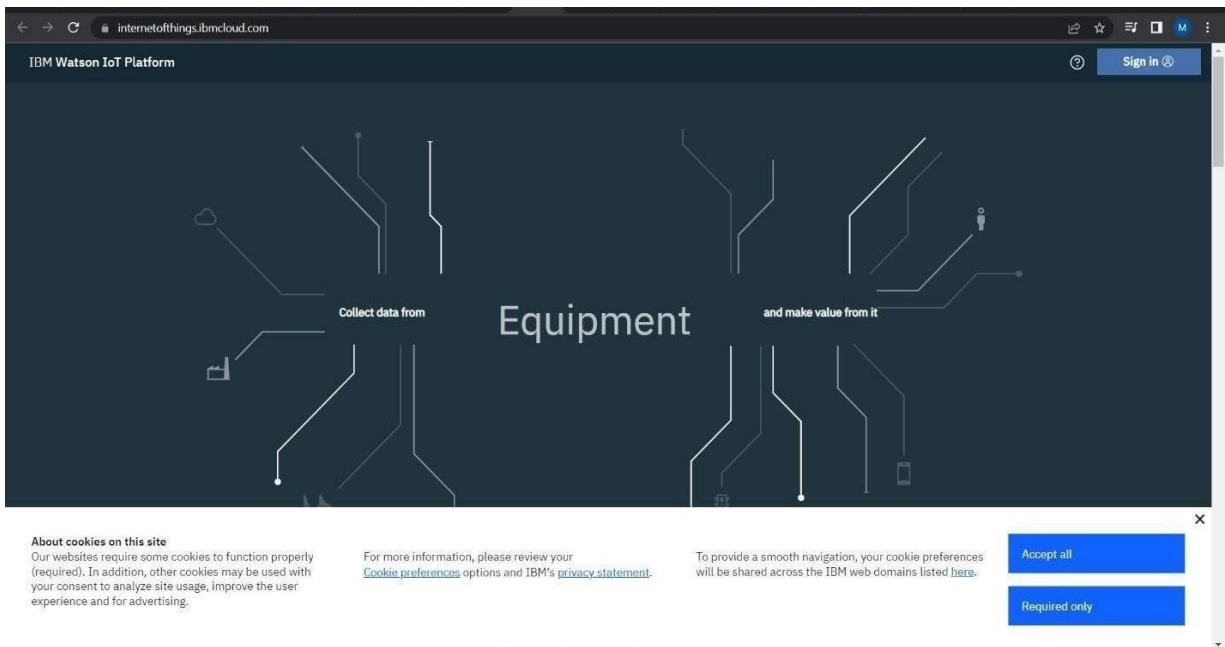 internetofthings.ibmcloud.com
M
IBM Watson IoT Platform
Sign in
Collect data from
Equipment
and make value from it
About cookies on this site
Our websites require some cookies to function properly
(required). In addition, other cookies may be used with
your consent to analyze site usage, improve the user
experience and for advertising.
For more information, please review your
Cookie preferences options and IBM's privacy statement.
To provide a smooth navigation, your cookie preferences
will be shared across the IBM web domains listed here.
Accept all
Required only